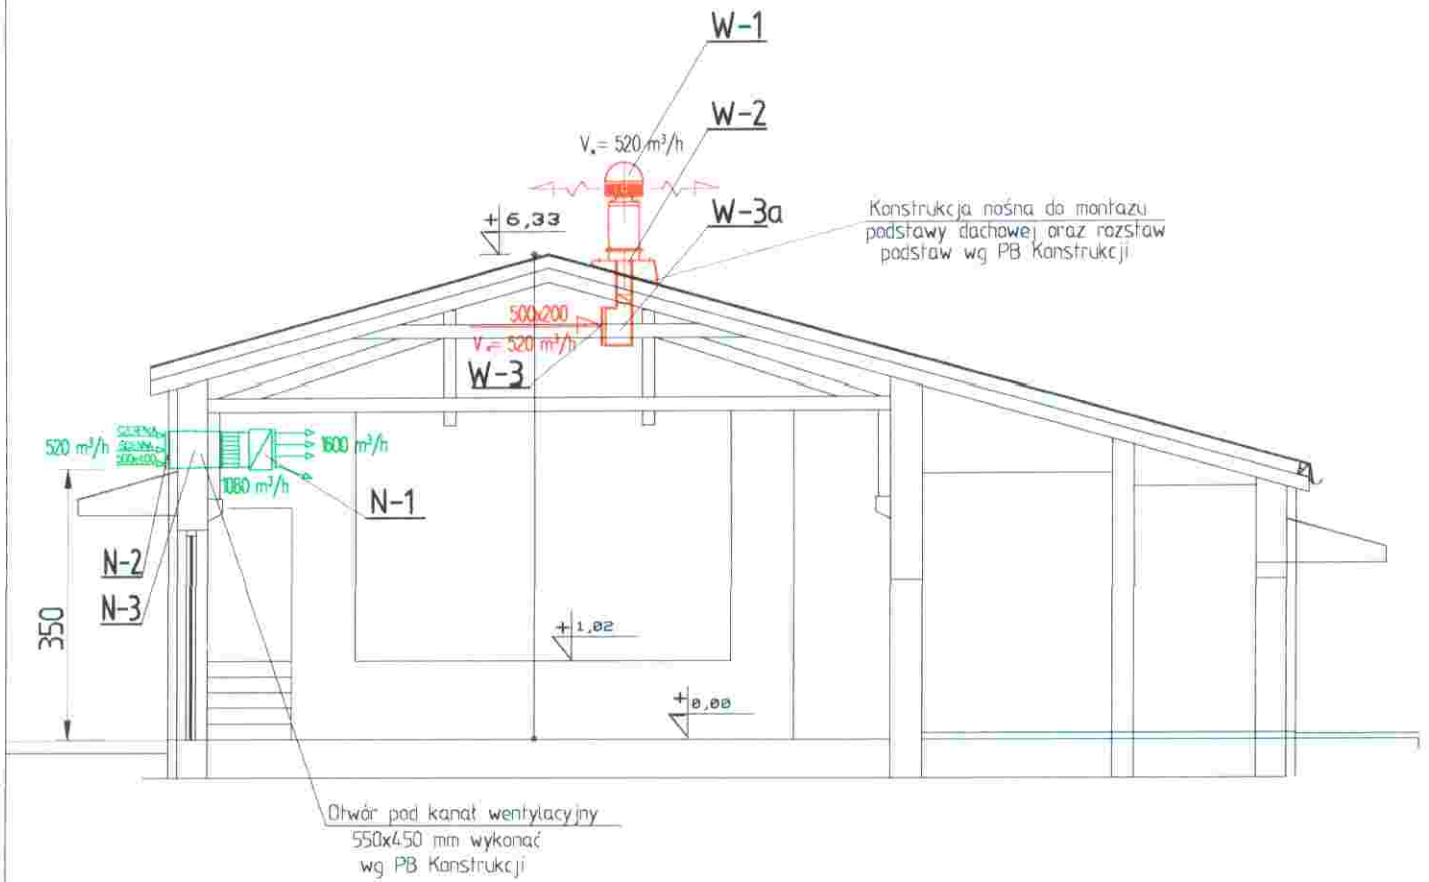 W-1
W-2
V = 520 m³/h
W-3a
Konstrukcja nośna do montażu
podstawy dachowej oraz rozstaw
podstaw wg PB Konstrukcji
+ 6,33
500x200
V = 520 m³/h
W-3
520 m³/h
1600 m³/h
1080 m³/h
N-1
N-2
N-3
350
+ 1,02
+ 0,00
Otwór pod kanał wentylacyjny
550x450 mm wykonać
wg PB Konstrukcji